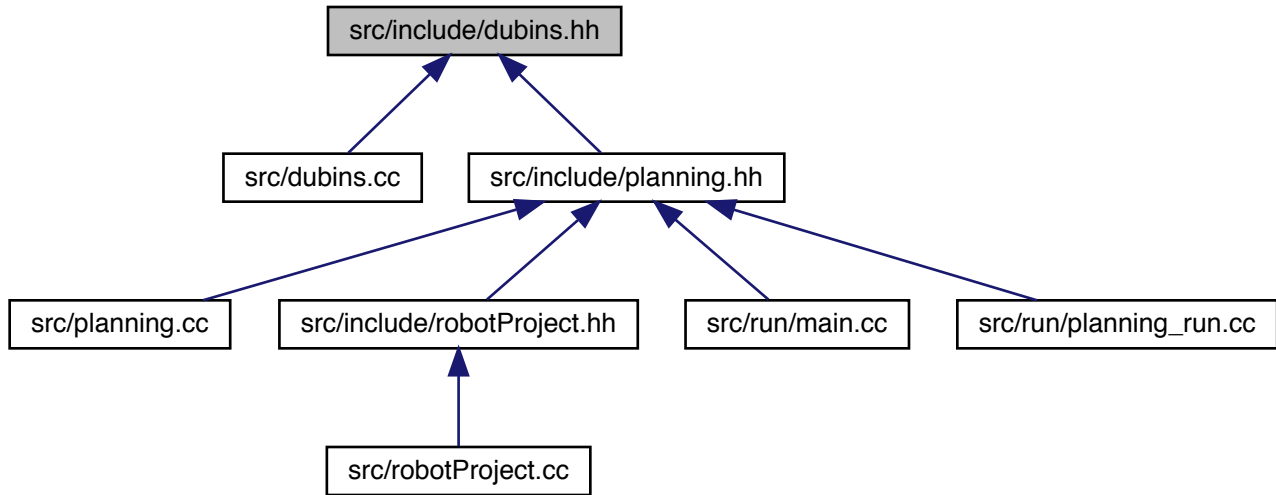 src/include/dubins.hh
src/dubins.cc
src/include/planning.hh
src/planning.cc
src/include/robotProject.hh
src/run/main.cc
src/run/planning_run.cc
src/robotProject.cc